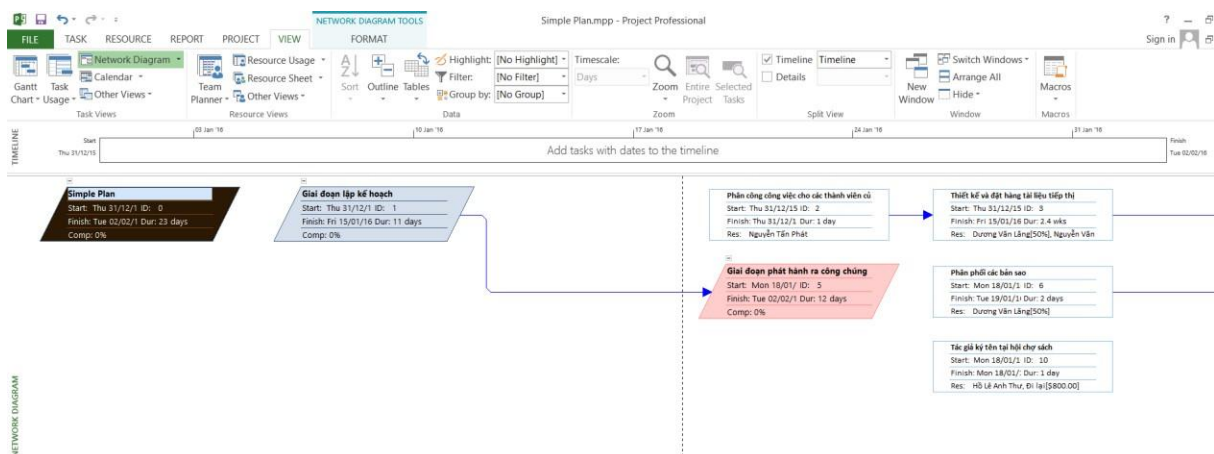 NETWORK DIAGRAM TOOLS
Simple Plan.mpp - Project Professional
FILE TASK RESOURCE REPORT PROJECT VIEW FORMAT
Sign in
Gantt Chart
Task Usage
Network Diagram
Calendar
Other Views
Task Views
Team Planner
Resource Usage
Resource Sheet
Other Views
Resource Views
Sort
Outline
Tables
Highlight: [No Highlight]
Filter: [No Filter]
Group by: [No Group]
Data
Timescale:
Days
Zoom
Entire Project
Selected Tasks
Zoom
Timeline Timeline
Details
Split View
New Window
Switch Windows
Arrange All
Hide
Window
Macros
Macros
TIMELINE
Start
Thu 31/12/15
03 Jan '16
10 Jan '16
17 Jan '16
24 Jan '16
31 Jan '16
Add tasks with dates to the timeline
Finish
Tue 02/02/16
NETWORK DIAGRAM
Simple Plan
Start: Thu 31/12/1 ID: 0
Finish: Tue 02/02/1 Dur: 23 days
Comp: 0%
Giai đoạn lập kế hoạch
Start: Thu 31/12/1 ID: 1
Finish: Fri 15/01/16 Dur: 11 days
Comp: 0%
Phân công công việc cho các thành viên củ
Start: Thu 31/12/15 ID: 2
Finish: Thu 31/12/1 Dur: 1 day
Res: Nguyễn Tấn Phát
Thiết kế và đặt hàng tài liệu tiếp thị
Start: Thu 31/12/15 ID: 3
Finish: Fri 15/01/16 Dur: 2.4 wks
Res: Dương Văn Lãng[50%], Nguyễn Văn
Giai đoạn phát hành ra công chúng
Start: Mon 18/01/ ID: 5
Finish: Tue 02/02/1 Dur: 12 days
Comp: 0%
Phân phối các bản sao
Start: Mon 18/01/1 ID: 6
Finish: Tue 19/01/1 Dur: 2 days
Res: Dương Văn Lãng[50%]
Tác giả ký tên tại hội chợ sách
Start: Mon 18/01/1 ID: 10
Finish: Mon 18/01/ Dur: 1 day
Res: Hồ Lê Anh Thư, Đi lại[$800.00]